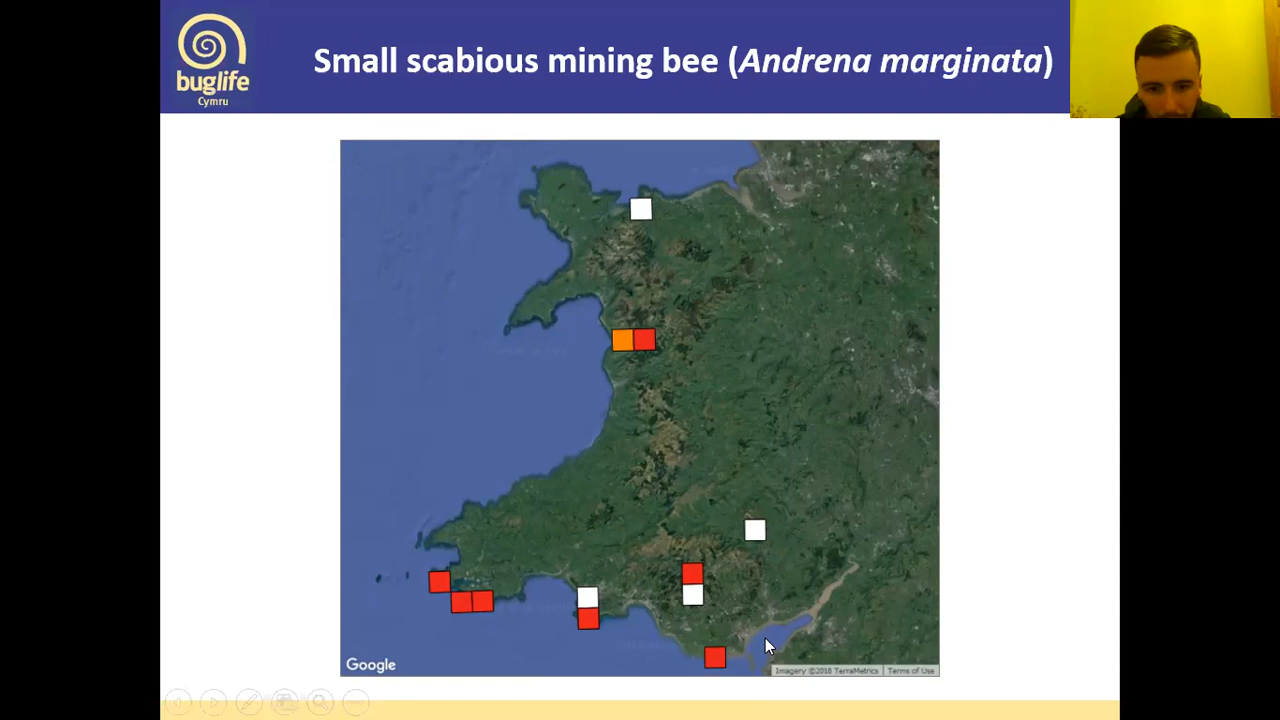 Small scabious mining bee (Andrena marginata)
buglife
Cymru
Google
Imagery ©2018 TerraMetrics
Terms of Use